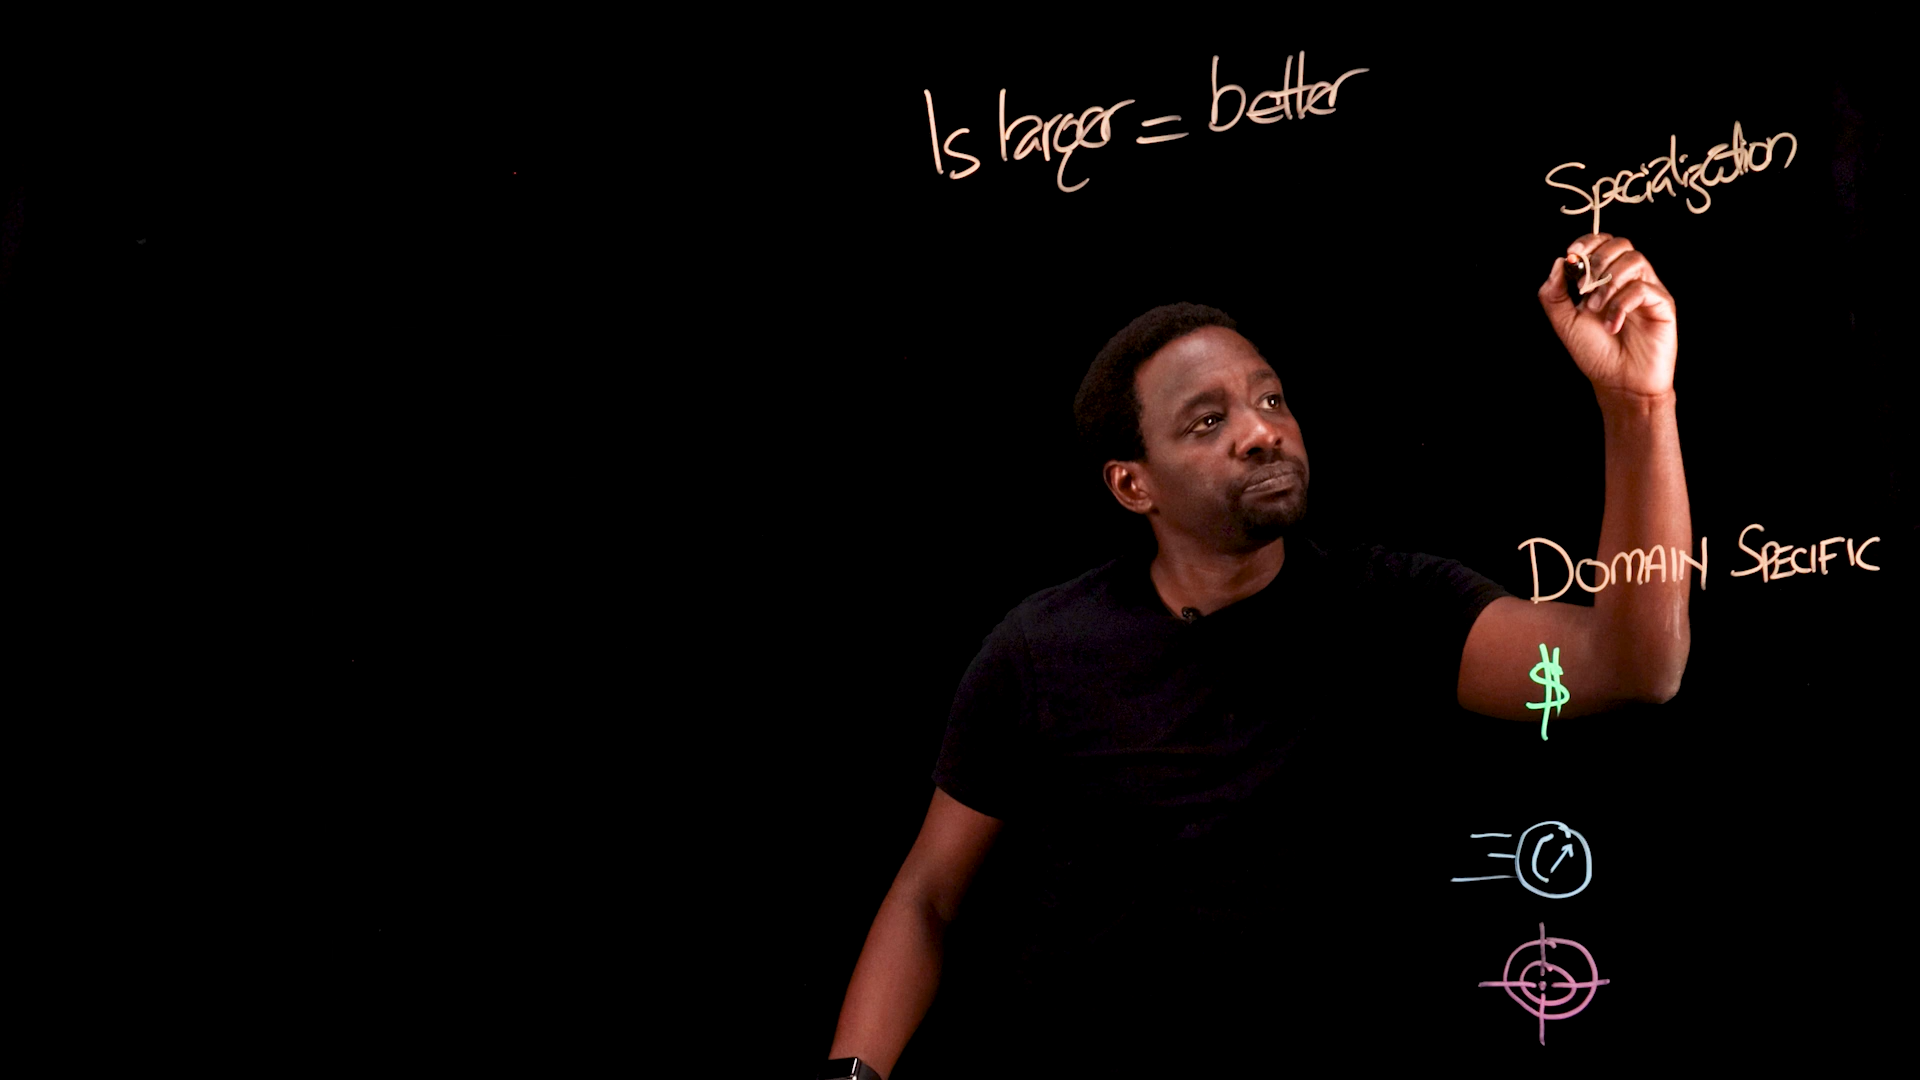 Is larger = better
Specialization
DOMAIN SPECIFIC
$